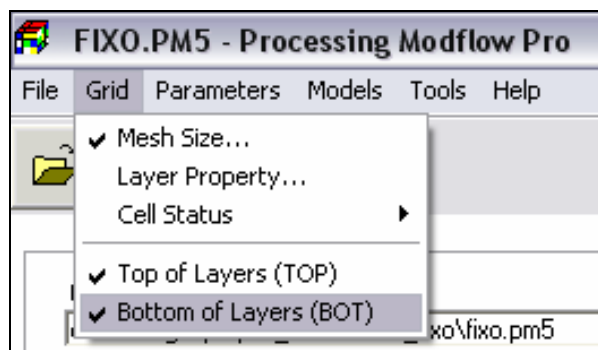 FIXO.PM5 - Processing Modflow Pro
File Grid Parameters Models Tools Help
Mesh Size...
Layer Property...
Cell Status
Top of Layers (TOP)
Bottom of Layers (BOT)
xo\fixo.pm5